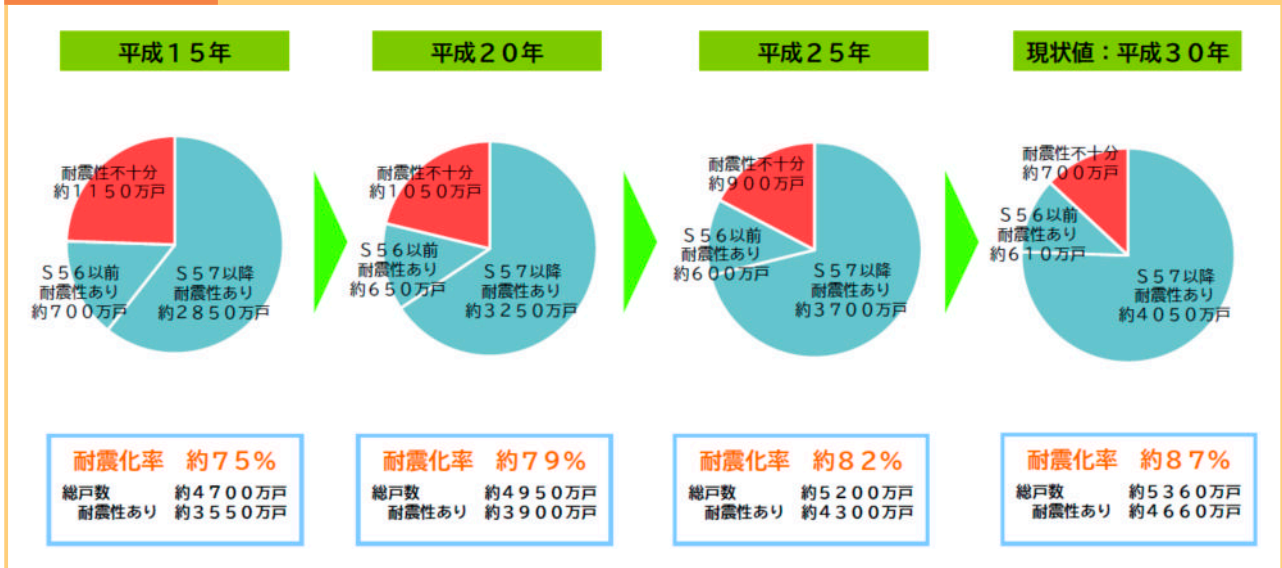 平成１５年
耐震性不十分
約１１５０万戸
Ｓ５６以前
耐震性あり
約７００万戸
Ｓ５７以降
耐震性あり
約２８５０万戸
耐震化率　約７５%
総戸数　約４７００万戸
耐震性あり　約３５５０万戸
平成２０年
耐震性不十分
約１０５０万戸
Ｓ５６以前
耐震性あり
約６５０万戸
Ｓ５７以降
耐震性あり
約３２５０万戸
耐震化率　約７９%
総戸数　約４９５０万戸
耐震性あり　約３９００万戸
平成２５年
耐震性不十分
約９００万戸
Ｓ５６以前
耐震性あり
約６００万戸
Ｓ５７以降
耐震性あり
約３７００万戸
耐震化率　約８２%
総戸数　約５２００万戸
耐震性あり　約４３００万戸
現状値：平成３０年
耐震性不十分
約７００万戸
Ｓ５６以前
耐震性あり
約６１０万戸
Ｓ５７以降
耐震性あり
約４０５０万戸
耐震化率　約８７%
総戸数　約５３６０万戸
耐震性あり　約４６６０万戸